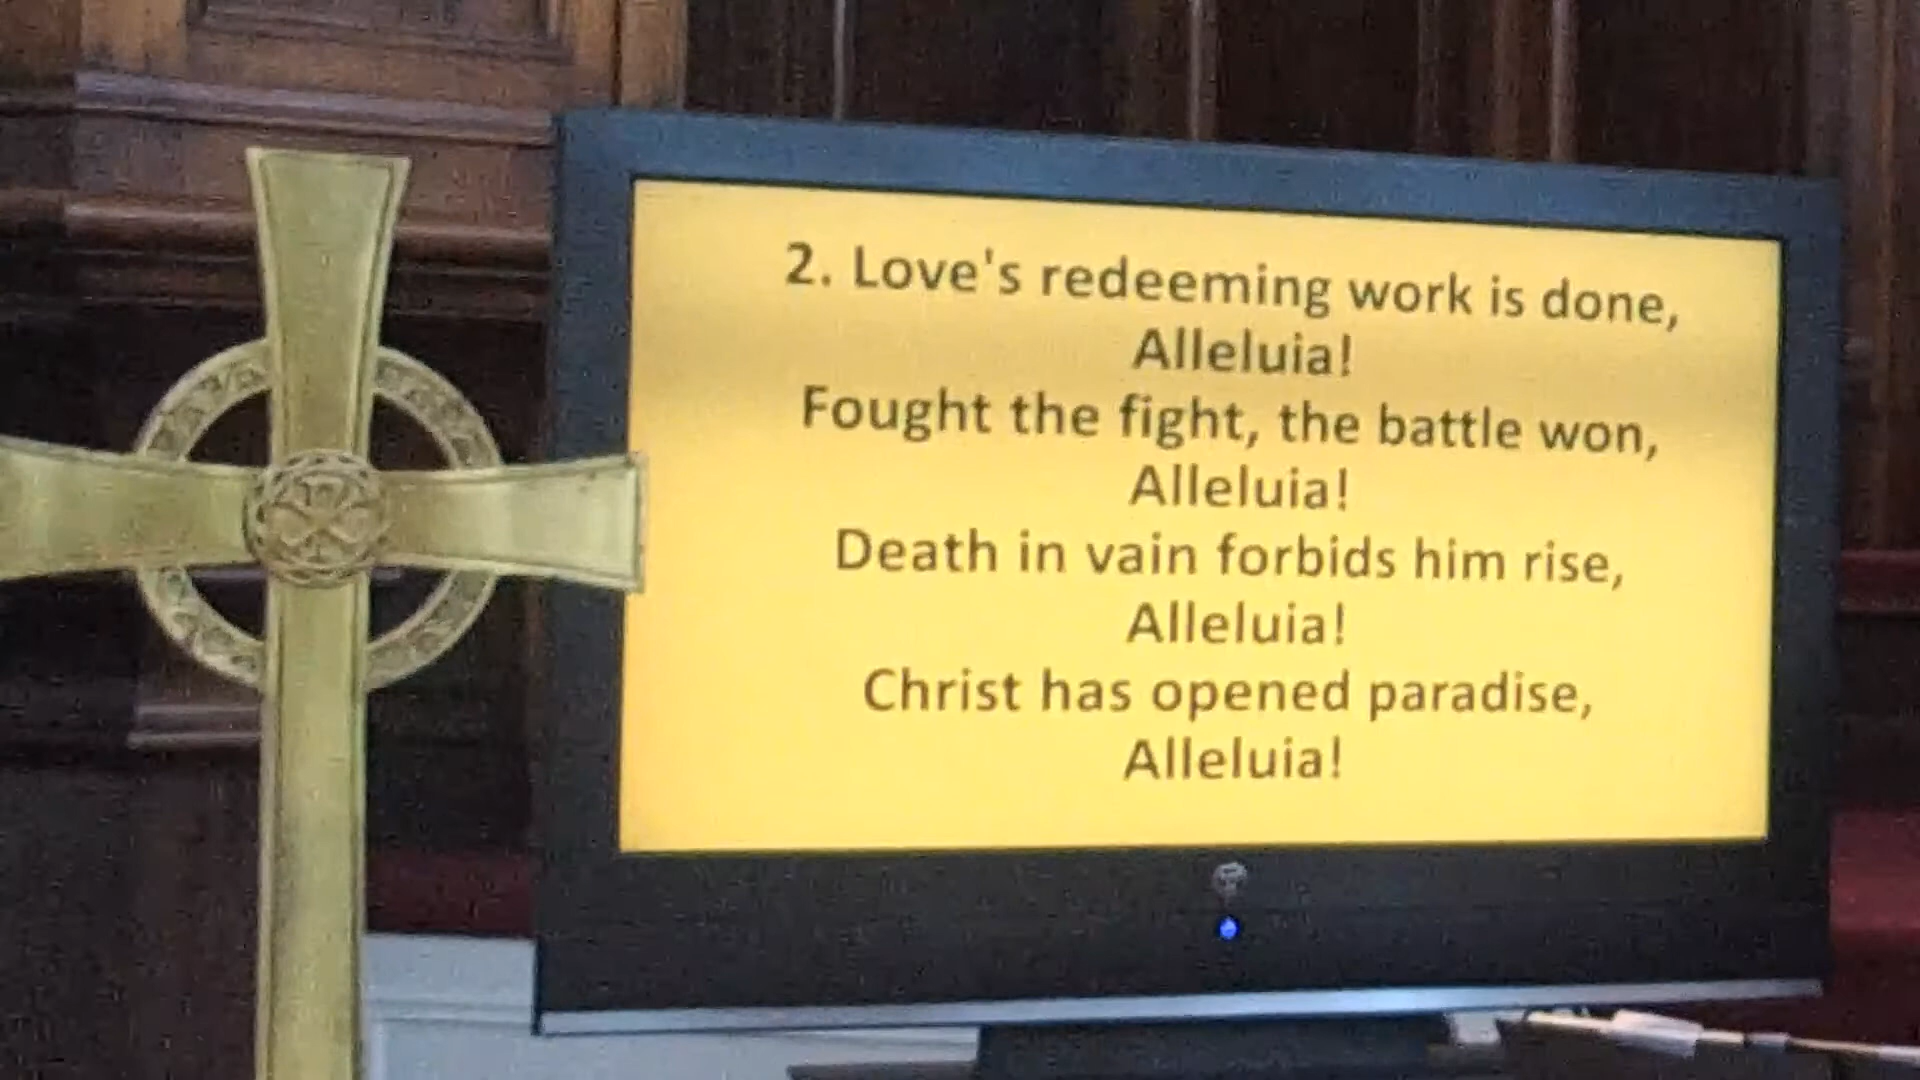 2. Love's redeeming work is done,
Alleluia!
Fought the fight, the battle won,
Alleluia!
Death in vain forbids him rise,
Alleluia!
Christ has opened paradise,
Alleluia!